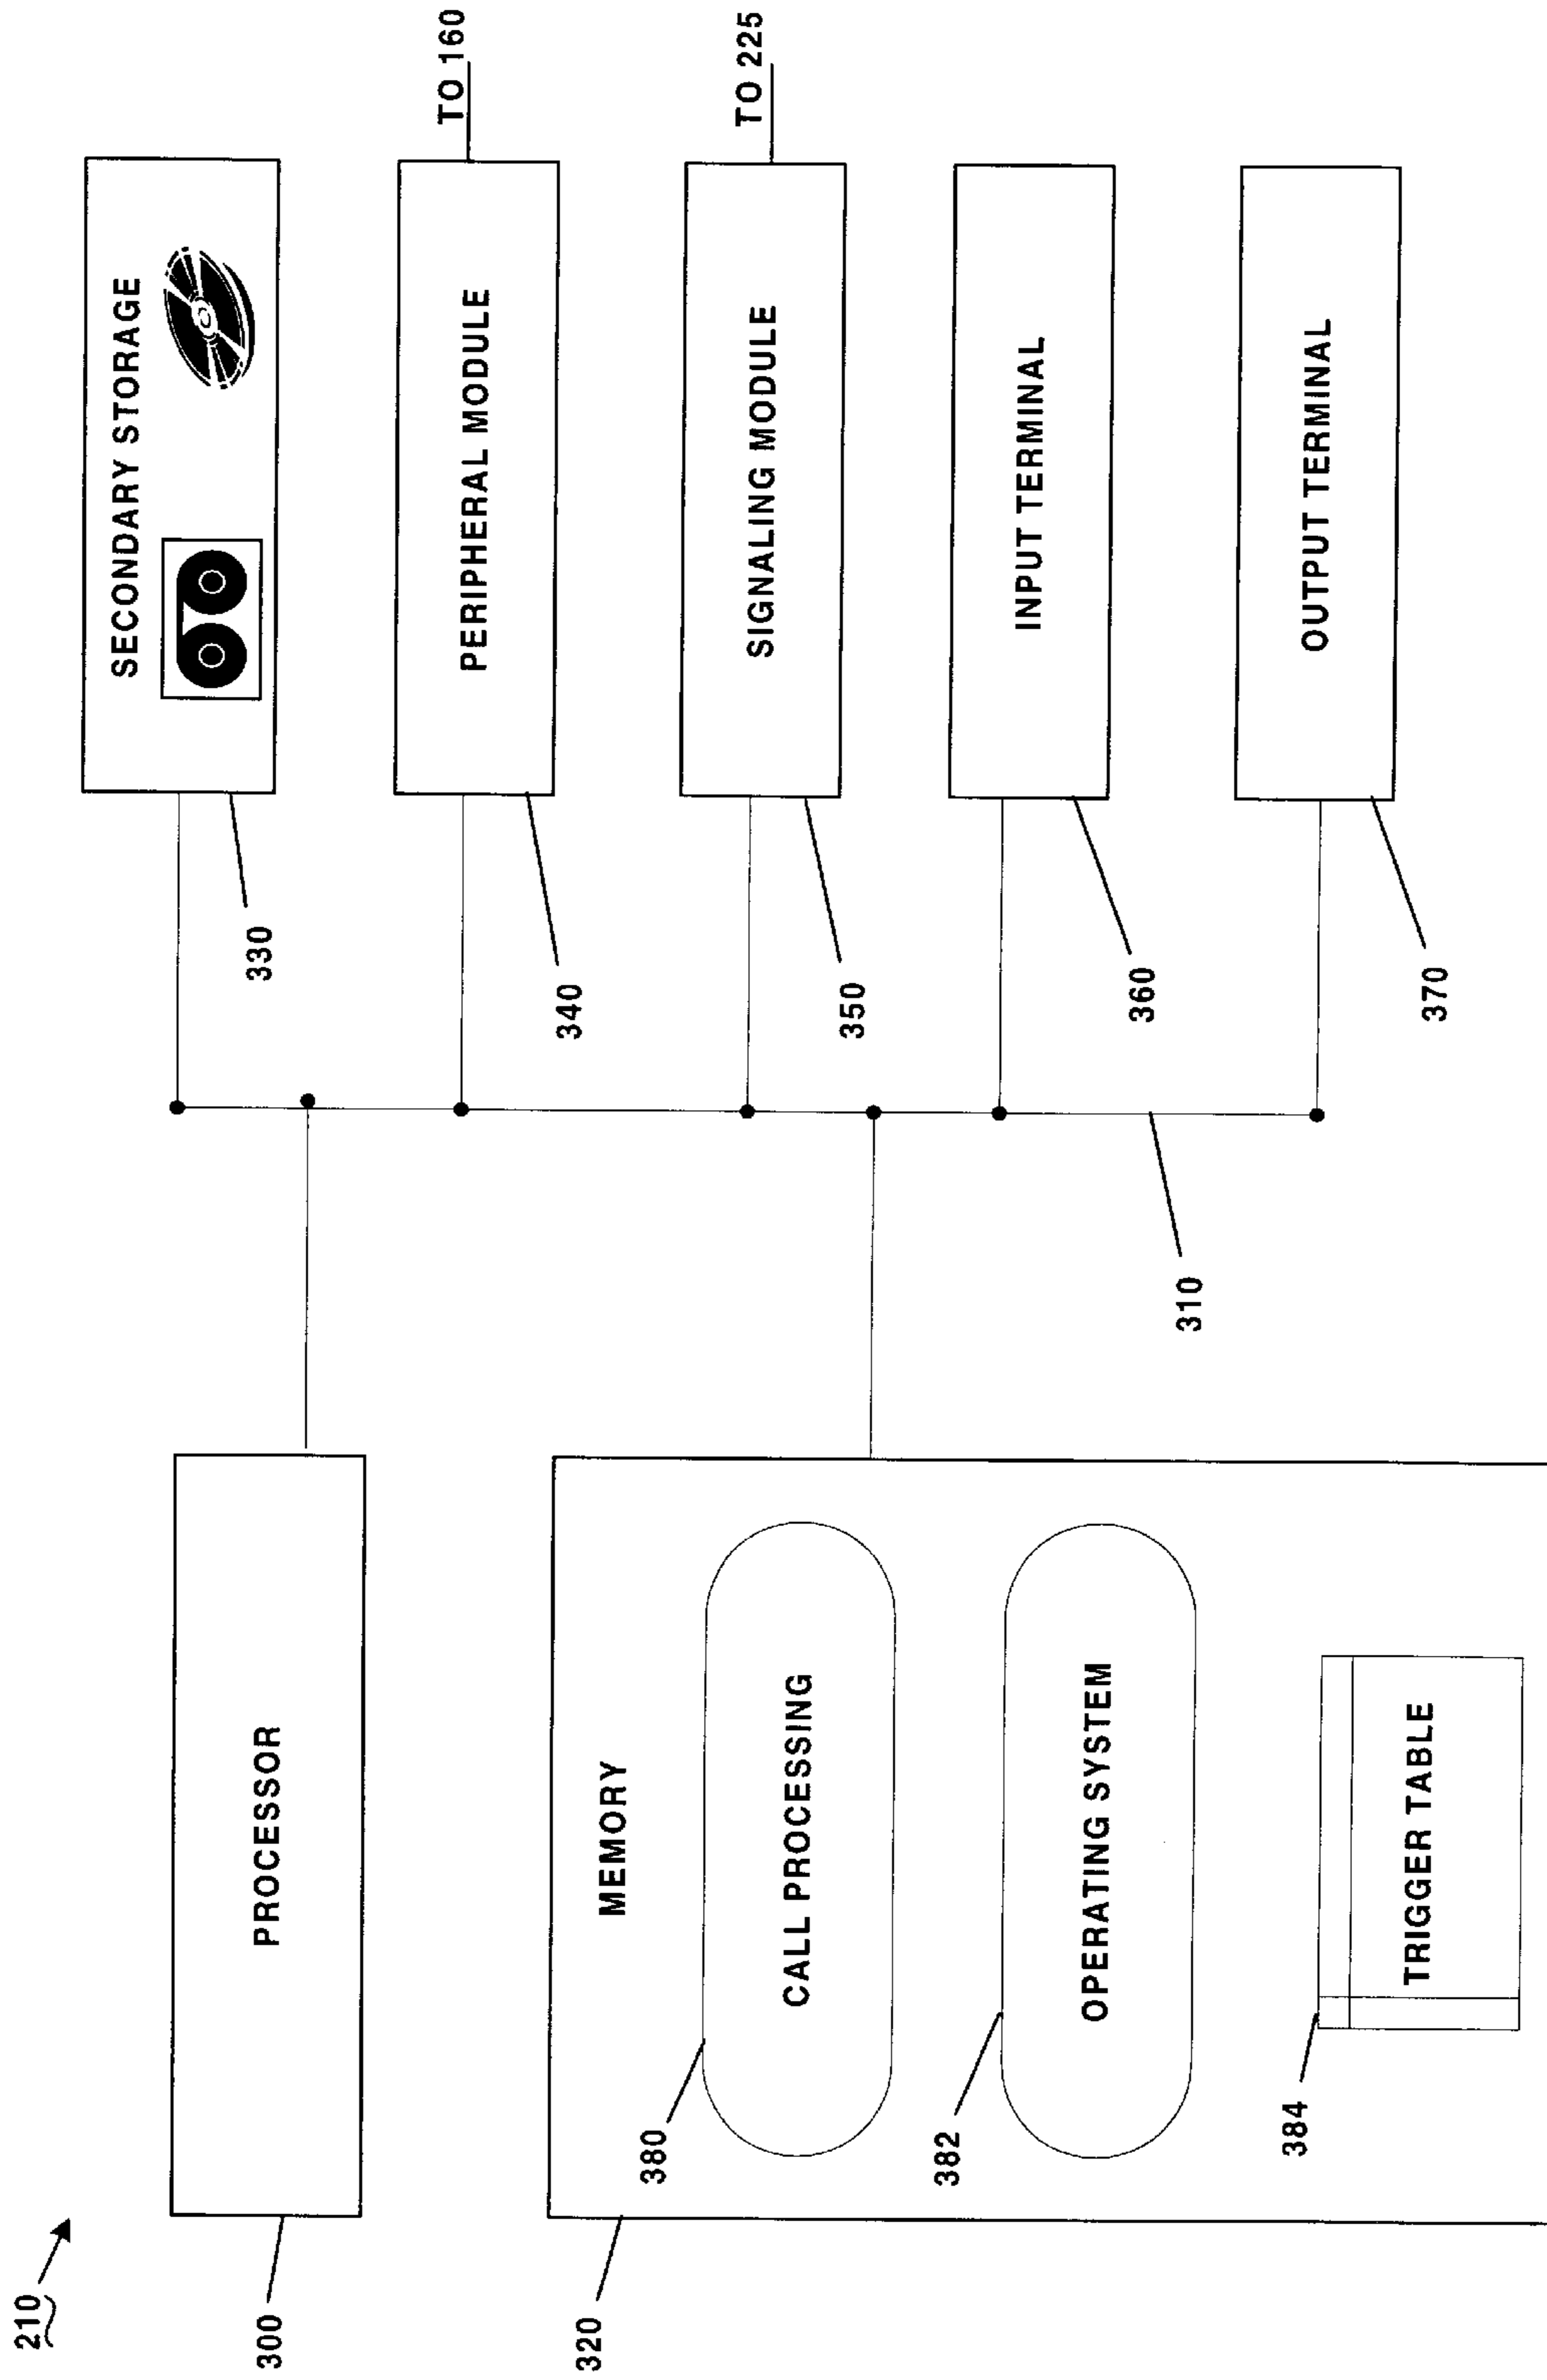 210
300
PROCESSOR
320
MEMORY
380
CALL PROCESSING
382
OPERATING SYSTEM
384
TRIGGER TABLE
310
330
SECONDARY STORAGE
340
PERIPHERAL MODULE
TO 160
350
SIGNALING MODULE
TO 225
360
INPUT TERMINAL
370
OUTPUT TERMINAL